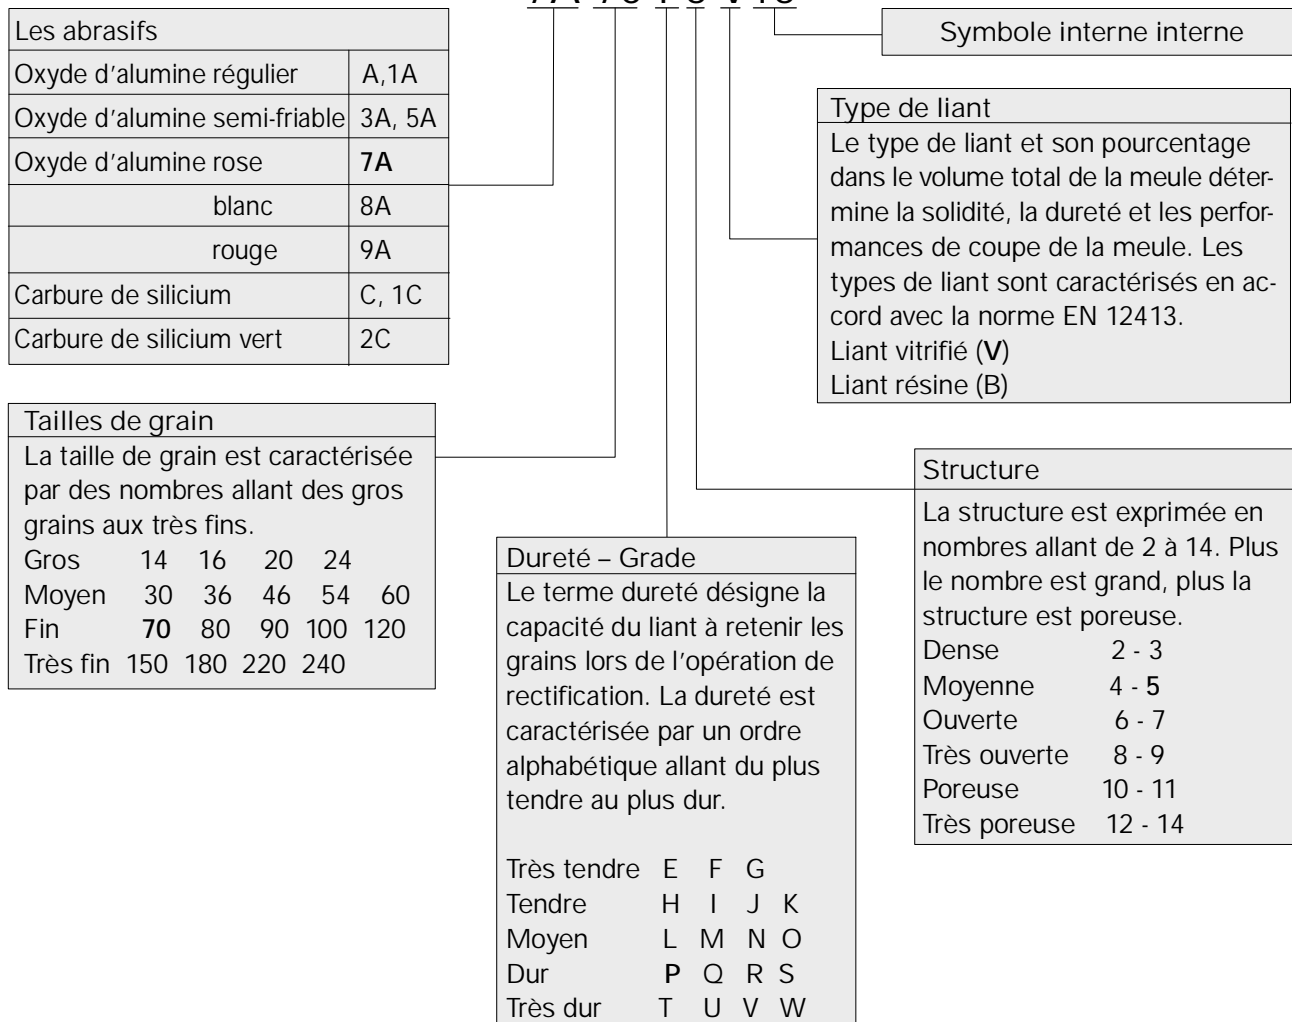 Les abrasifs
Oxyde d'alumine régulier A,1A
Oxyde d'alumine semi-friable 3A, 5A
Oxyde d'alumine rose 7A
blanc 8A
rouge 9A
Carbure de silicium C, 1C
Carbure de silicium vert 2C
Symbole interne interne
Type de liant
Le type de liant et son pourcentage
dans le volume total de la meule déter-
mine la solidité, la dureté et les perfor-
mances de coupe de la meule. Les
types de liant sont caractérisés en ac-
cord avec la norme EN 12413.
Liant vitrifié (V)
Liant résine (B)
Tailles de grain
La taille de grain est caractérisée
par des nombres allant des gros
grains aux très fins.
Gros 14 16 20 24
Moyen 30 36 46 54 60
Fin 70 80 90 100 120
Très fin 150 180 220 240
Dureté – Grade
Le terme dureté désigne la
capacité du liant à retenir les
grains lors de l'opération de
rectification. La dureté est
caractérisée par un ordre
alphabétique allant du plus
tendre au plus dur.
Très tendre E F G
Tendre H I J K
Moyen L M N O
Dur P Q R S
Très dur T U V W
Structure
La structure est exprimée en
nombres allant de 2 à 14. Plus
le nombre est grand, plus la
structure est poreuse.
Dense 2 - 3
Moyenne 4 - 5
Ouverte 6 - 7
Très ouverte 8 - 9
Poreuse 10 - 11
Très poreuse 12 - 14